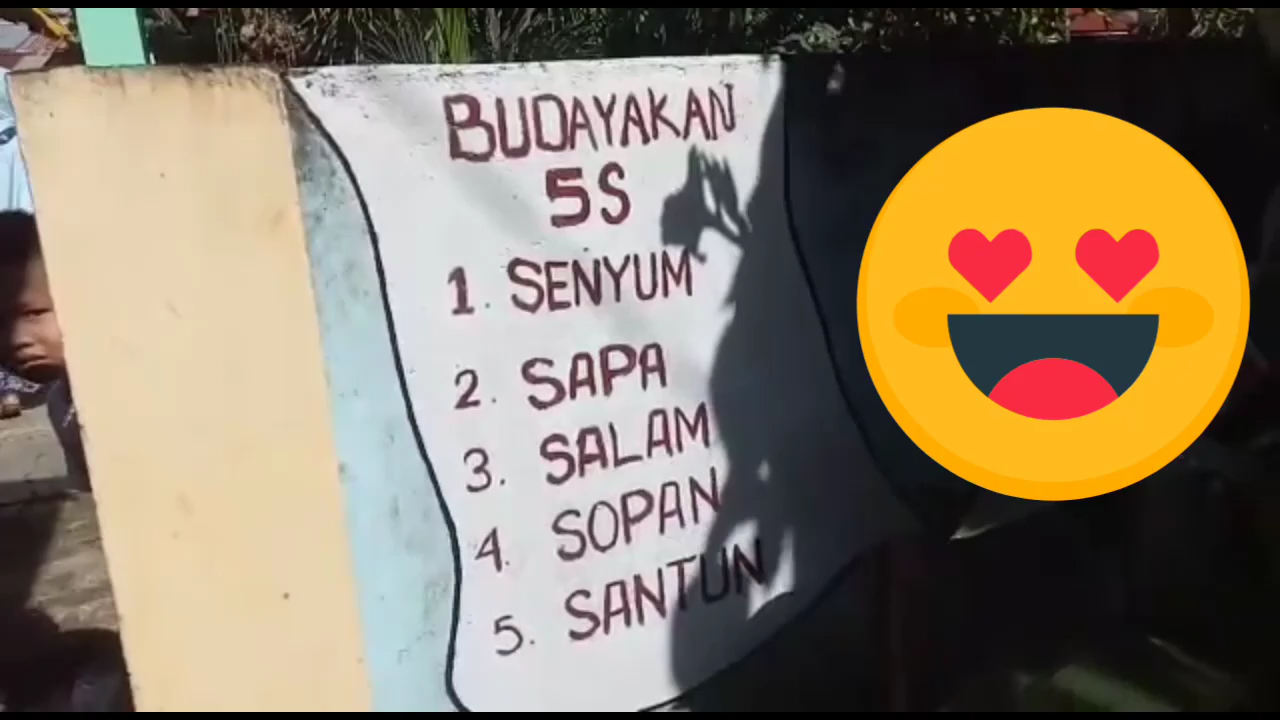 BUDAYAKAN
5S
1. SENYUM
2. SAPA
3. SALAM
4. SOPAN
5. SANTUN